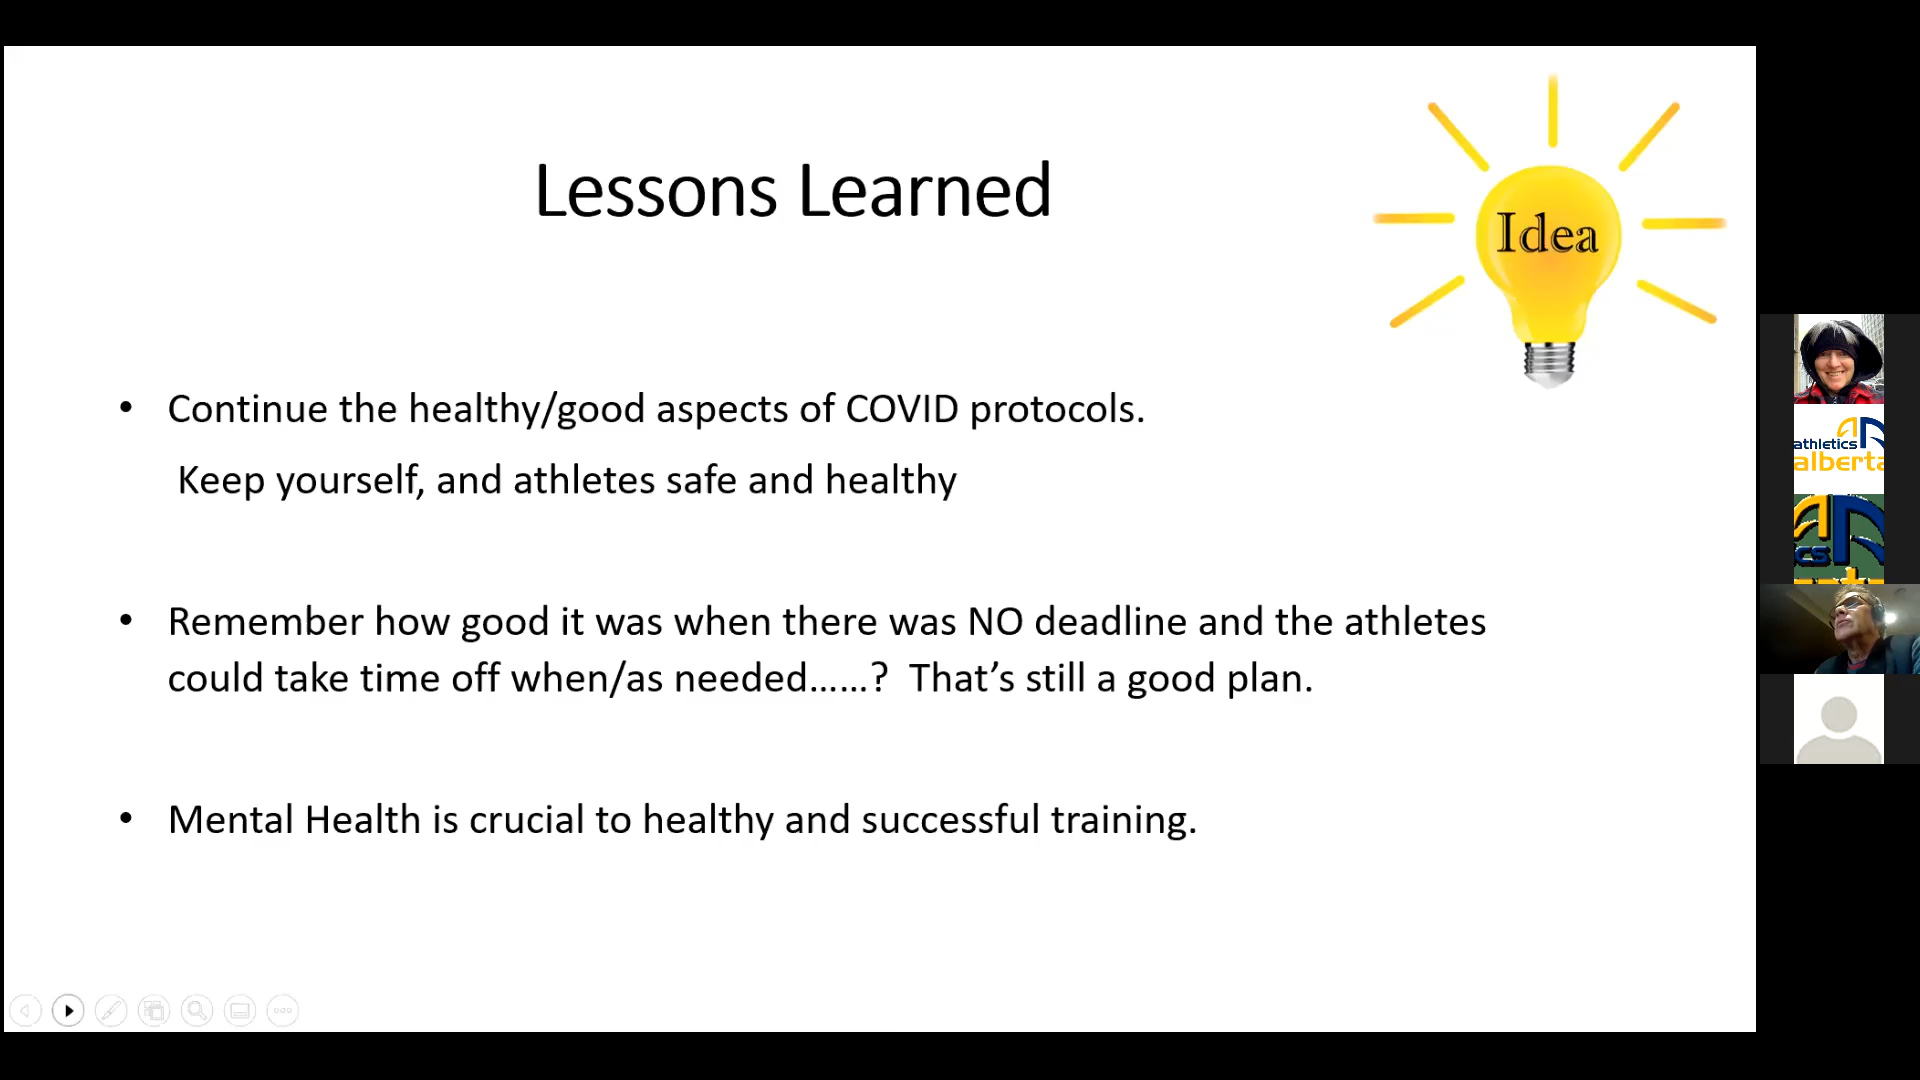 Lessons Learned
Idea
• Continue the healthy/good aspects of COVID protocols.
Keep yourself, and athletes safe and healthy
• Remember how good it was when there was NO deadline and the athletes
could take time off when/as needed……? That’s still a good plan.
• Mental Health is crucial to healthy and successful training.
athletics
alberta
cs